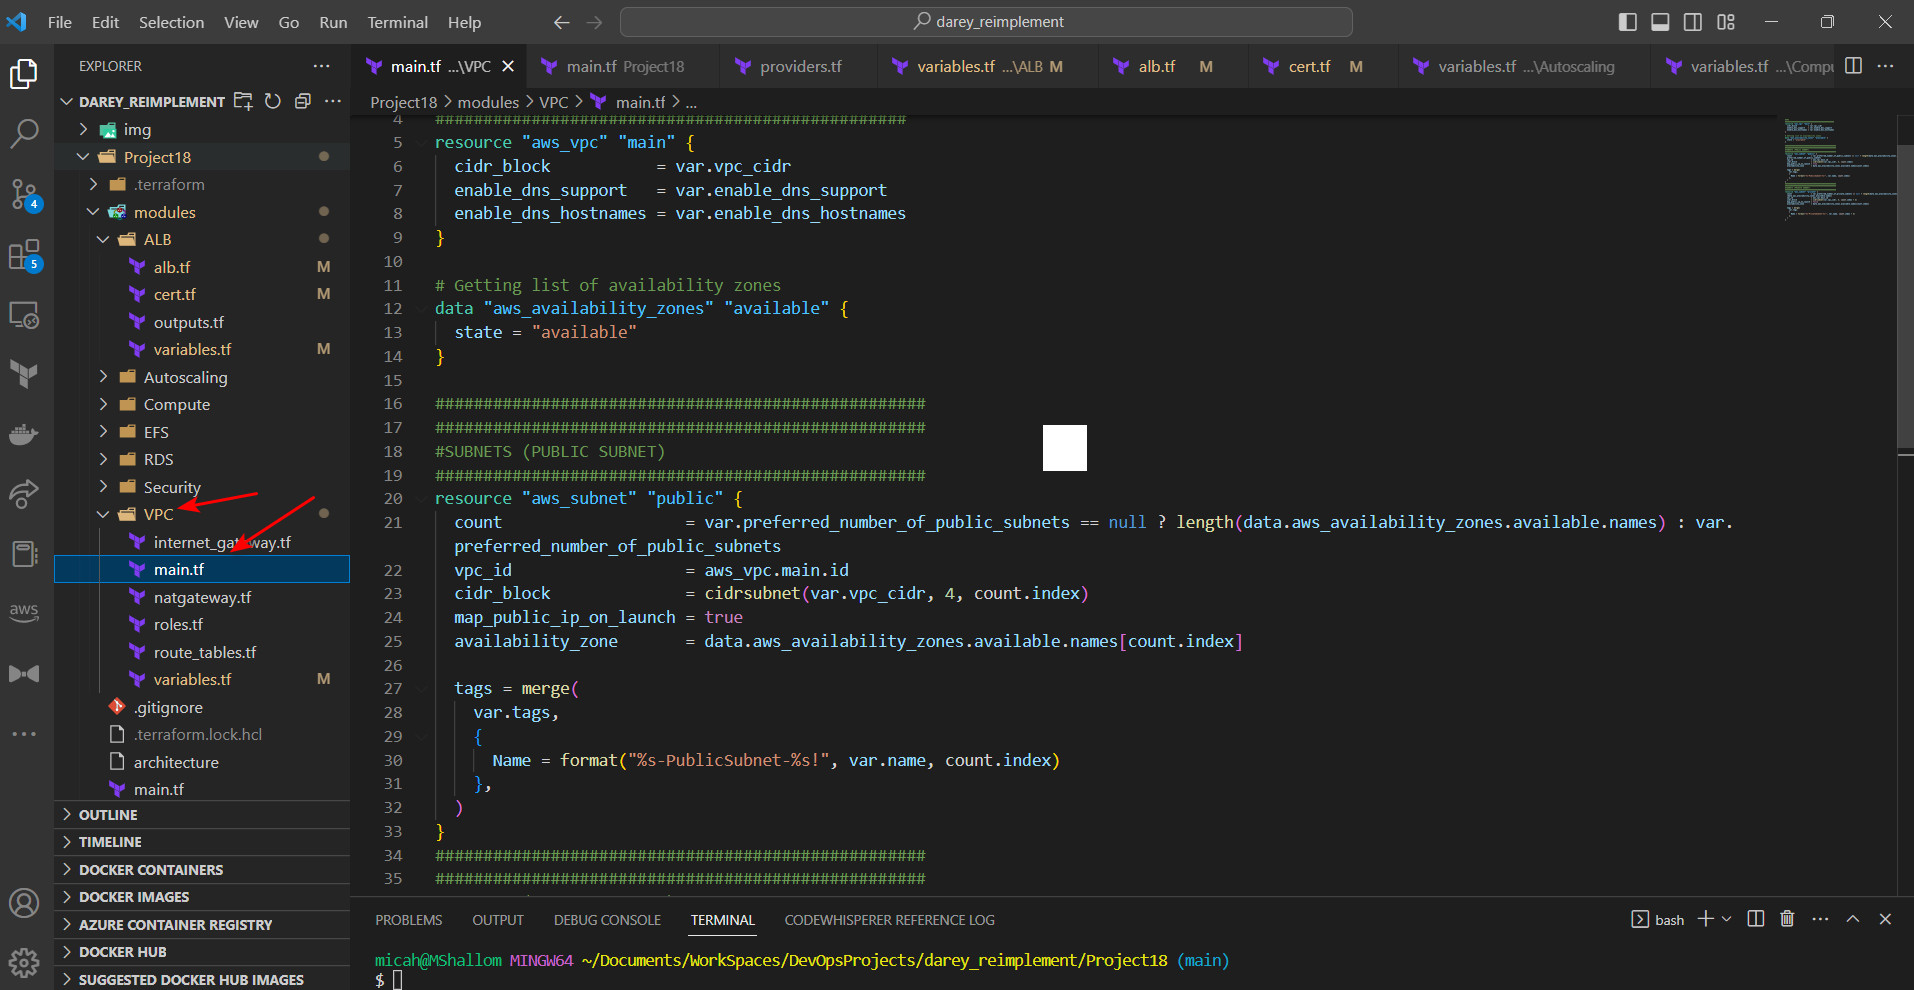 File Edit Selection View Go Run Terminal Help
darey_reimplement
EXPLORER
DAREY_REIMPLEMENT
img
Project18
.terraform
modules
ALB
alb.tf M
cert.tf M
outputs.tf
variables.tf M
Autoscaling
Compute
EFS
RDS
Security
VPC
internet_gateway.tf
main.tf
natgateway.tf
roles.tf
route_tables.tf
variables.tf M
.gitignore
.terraform.lock.hcl
architecture
main.tf
OUTLINE
TIMELINE
DOCKER CONTAINERS
DOCKER IMAGES
AZURE CONTAINER REGISTRY
DOCKER HUB
SUGGESTED DOCKER HUB IMAGES
4
5
aws
main.tf ...\VPC main.tf Project18 providers.tf variables.tf ...\ALB M alb.tf M cert.tf M variables.tf ...\Autoscaling variables.tf ...\Compu
Project18 > modules > VPC > main.tf > ...
4 #################################################
5 resource "aws_vpc" "main" {
6 cidr_block = var.vpc_cidr
7 enable_dns_support = var.enable_dns_support
8 enable_dns_hostnames = var.enable_dns_hostnames
9 }
10
11 # Getting list of availability zones
12 data "aws_availability_zones" "available" {
13 state = "available"
14 }
15
16 ###################################################
17 ###################################################
18 #SUBNETS (PUBLIC SUBNET)
19 ###################################################
20 resource "aws_subnet" "public" {
21 count = var.preferred_number_of_public_subnets == null ? length(data.aws_availability_zones.available.names) : var.
preferred_number_of_public_subnets
22 vpc_id = aws_vpc.main.id
23 cidr_block = cidrsubnet(var.vpc_cidr, 4, count.index)
24 map_public_ip_on_launch = true
25 availability_zone = data.aws_availability_zones.available.names[count.index]
26
27 tags = merge(
28 var.tags,
29 {
30 Name = format("%s-PublicSubnet-%s!", var.name, count.index)
31 },
32 )
33 }
34 ###################################################
35 ###################################################
PROBLEMS OUTPUT DEBUG CONSOLE TERMINAL CODEWHISPERER REFERENCE LOG
bash
micah@MShallom MINGW64 ~/Documents/WorkSpaces/DevOpsProjects/darey_reimplement/Project18 (main)
$